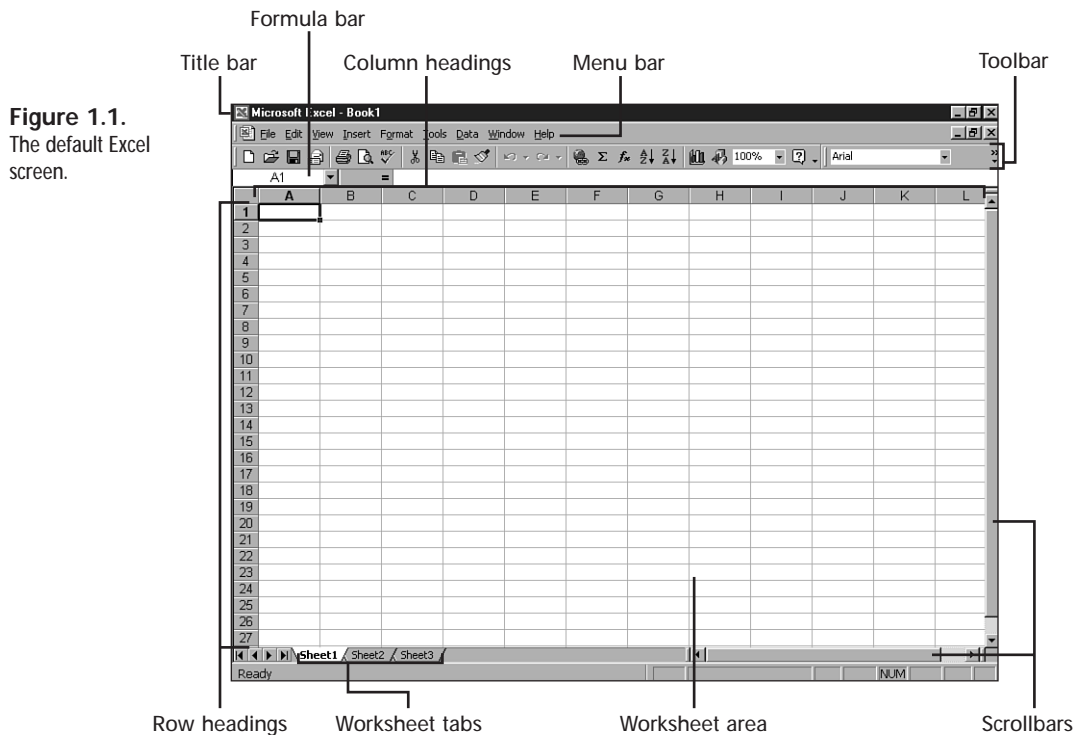 Formula bar
Title bar Column headings Menu bar Toolbar
Figure 1.1.
The default Excel
screen.
Microsoft Excel - Book1
File Edit View Insert Format Tools Data Window Help
100% Arial
A1 =
A B C D E F G H I J K L
1
2
3
4
5
6
7
8
9
10
11
12
13
14
15
16
17
18
19
20
21
22
23
24
25
26
27
Sheet1 Sheet2 Sheet3
Ready NUM
Row headings Worksheet tabs Worksheet area Scrollbars